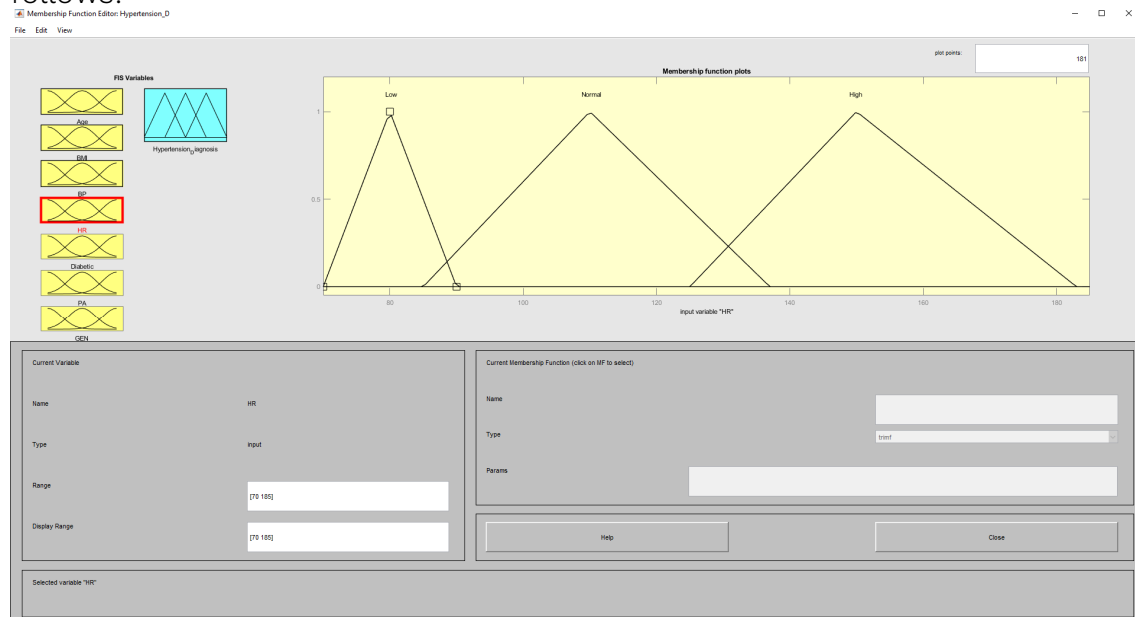 follows:
Membership Function Editor: Hypertension_D
File Edit View
FIS Variables
Age
BMI
BP
HR
Diabetic
PA
GEN
Hypertension_Diagnosis
plot points:
181
Membership function plots
Low
Normal
High
1
0.5
0
80
100
120
140
160
180
input variable "HR"
Current Variable
Name
HR
Type
input
Range
[70 185]
Display Range
[70 185]
Current Membership Function (click on MF to select)
Name
Type
trimf
Params
Help
Close
Selected variable "HR"